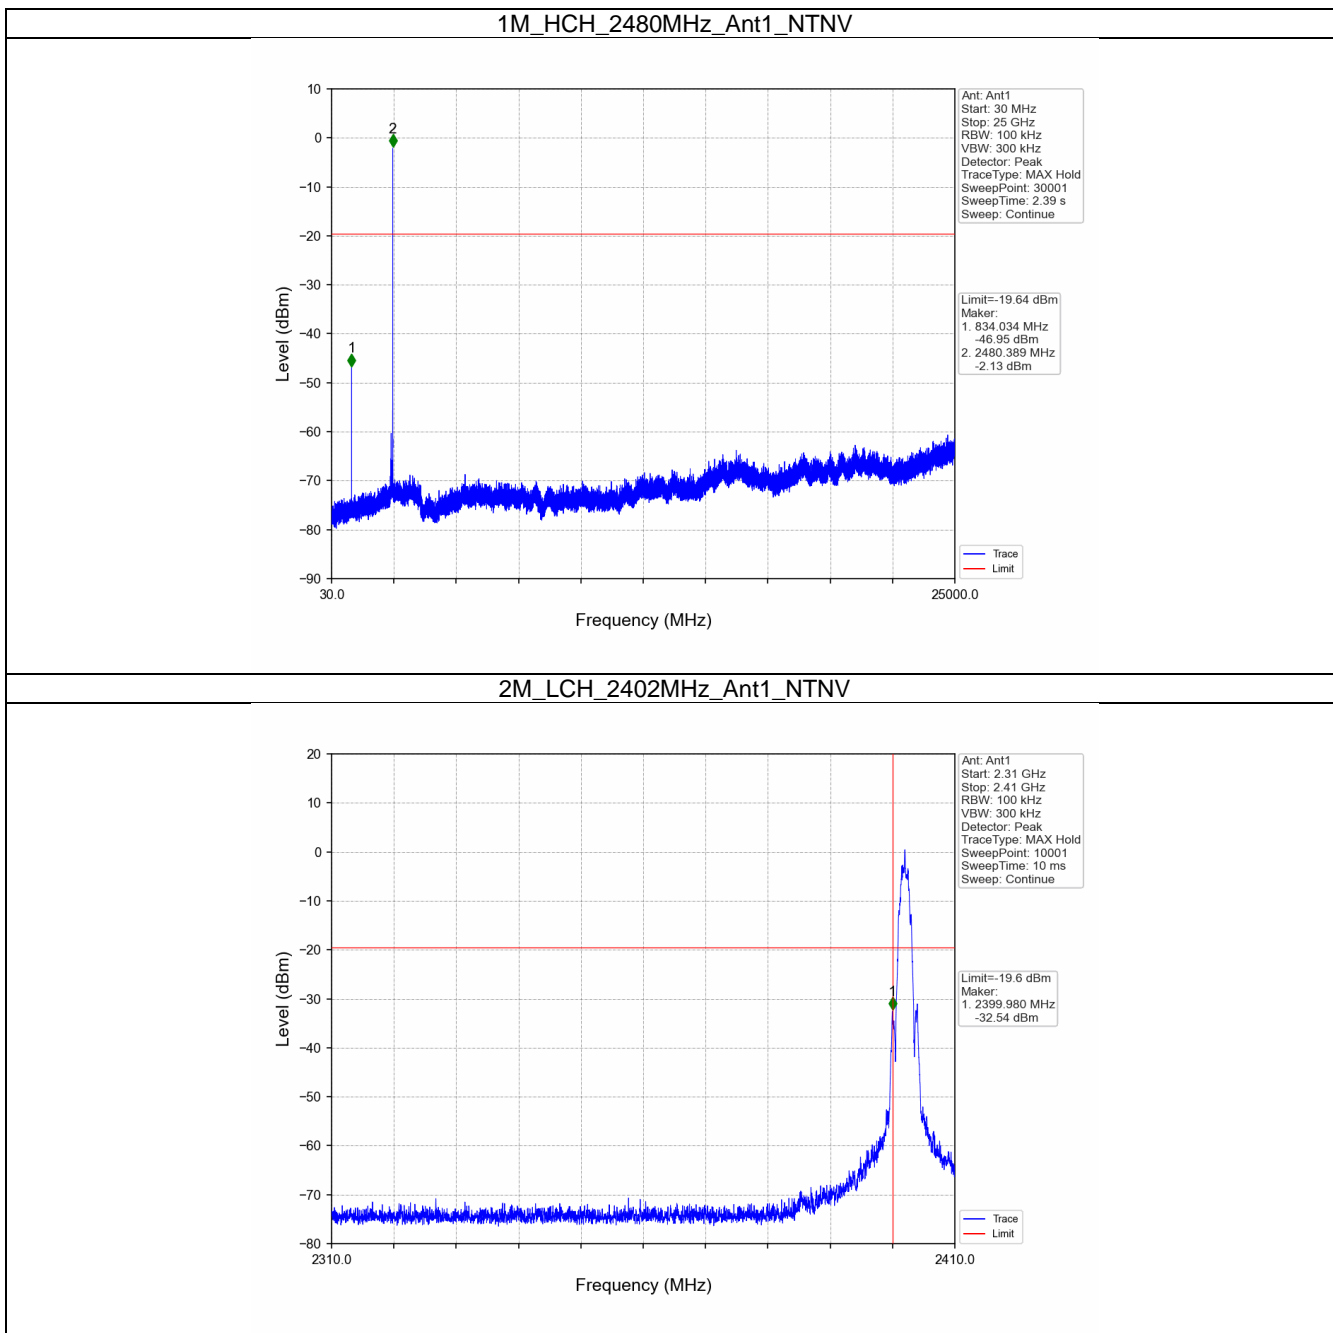 1M_HCH_2480MHz_Ant1_NTNV
10
0
−10
−20
−30
−40
−50
−60
−70
−80
−90
Level (dBm)
1
2
30.0
25000.0
Frequency (MHz)
Ant: Ant1
Start: 30 MHz
Stop: 25 GHz
RBW: 100 kHz
VBW: 300 kHz
Detector: Peak
TraceType: MAX Hold
SweepPoint: 30001
SweepTime: 2.39 s
Sweep: Continue
Limit=-19.64 dBm
Maker:
1. 834.034 MHz
-46.95 dBm
2. 2480.389 MHz
-2.13 dBm
Trace
Limit
2M_LCH_2402MHz_Ant1_NTNV
20
10
0
−10
−20
−30
−40
−50
−60
−70
−80
Level (dBm)
1
2310.0
2410.0
Frequency (MHz)
Ant: Ant1
Start: 2.31 GHz
Stop: 2.41 GHz
RBW: 100 kHz
VBW: 300 kHz
Detector: Peak
TraceType: MAX Hold
SweepPoint: 10001
SweepTime: 10 ms
Sweep: Continue
Limit=-19.6 dBm
Maker:
1. 2399.980 MHz
-32.54 dBm
Trace
Limit